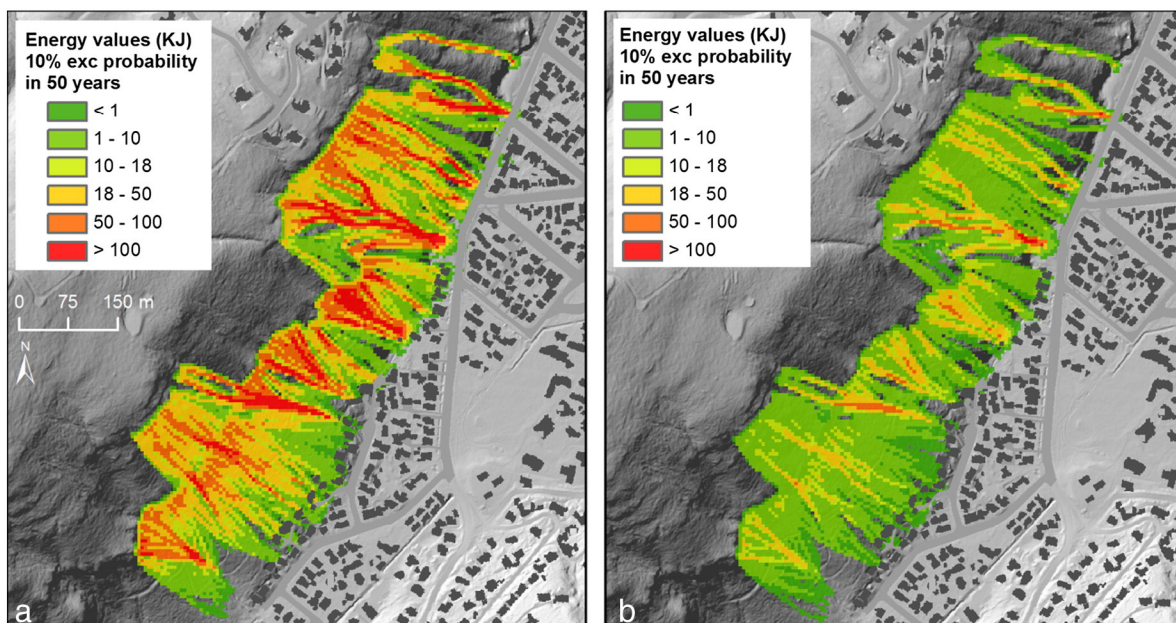 Energy values (KJ)
10% exc probability
in 50 years
< 1
1 - 10
10 - 18
18 - 50
50 - 100
> 100
0 75 150 m
N
a
Energy values (KJ)
10% exc probability
in 50 years
< 1
1 - 10
10 - 18
18 - 50
50 - 100
> 100
b